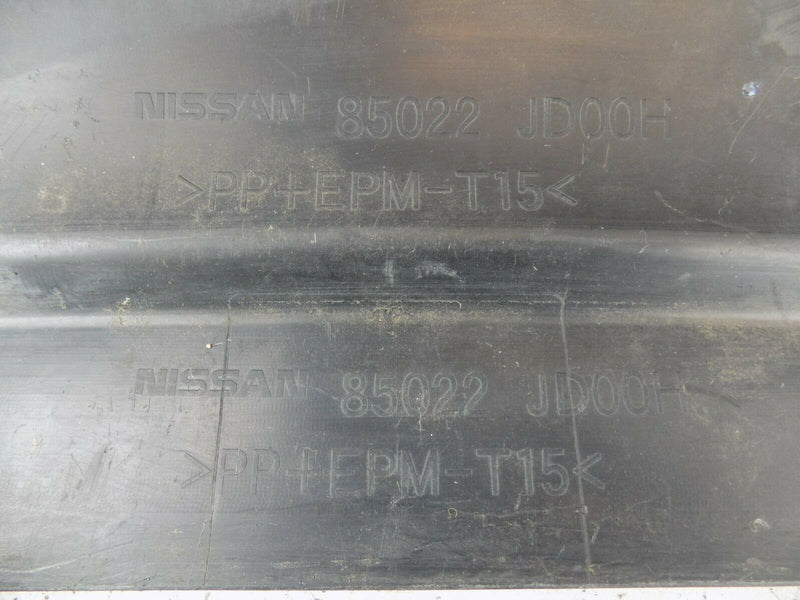 NISSAN 85022 JD00H
>PP+EPM-T15<
NISSAN 85022 JD00H
>PP+EPM-T15<